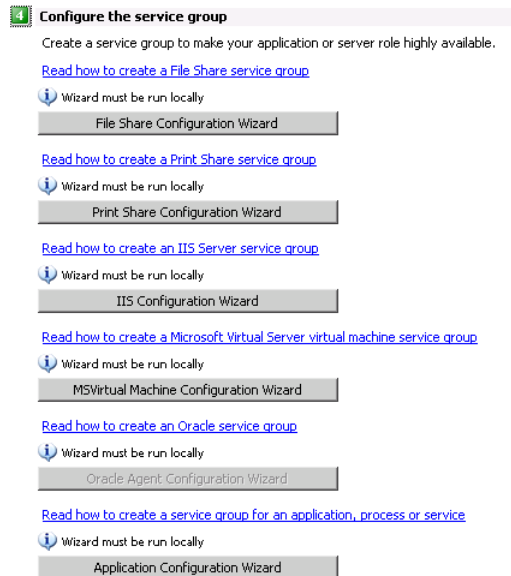 4 Configure the service group
Create a service group to make your application or server role highly available.
Read how to create a File Share service group
i Wizard must be run locally
File Share Configuration Wizard
Read how to create a Print Share service group
i Wizard must be run locally
Print Share Configuration Wizard
Read how to create an IIS Server service group
i Wizard must be run locally
IIS Configuration Wizard
Read how to create a Microsoft Virtual Server virtual machine service group
i Wizard must be run locally
MSVirtual Machine Configuration Wizard
Read how to create an Oracle service group
i Wizard must be run locally
Oracle Agent Configuration Wizard
Read how to create a service group for an application, process or service
i Wizard must be run locally
Application Configuration Wizard